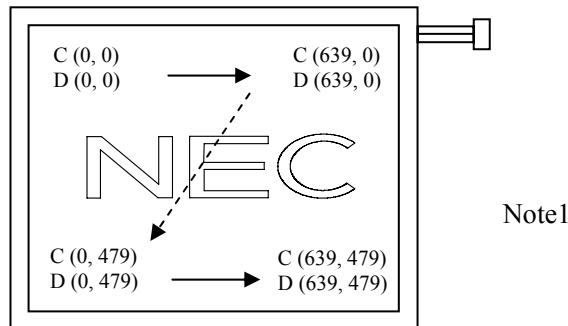 C (0, 0) C (639, 0)
D (0, 0) D (639, 0)
NEC
Note1
C (0, 479) C (639, 479)
D (0, 479) D (639, 479)